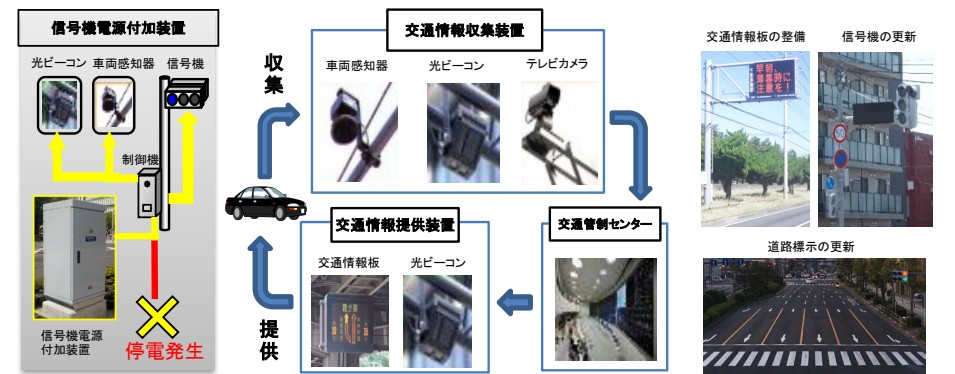 信号機電源付加装置
光ビーコン
車両感知器
信号機
制御機
信号機電源
付加装置
停電発生
収集
提供
交通情報収集装置
車両感知器
光ビーコン
テレビカメラ
交通情報提供装置
交通情報板
光ビーコン
交通管制センター
交通情報板の整備
早朝、
薄暮時に
注意を!
信号機の更新
道路標示の更新